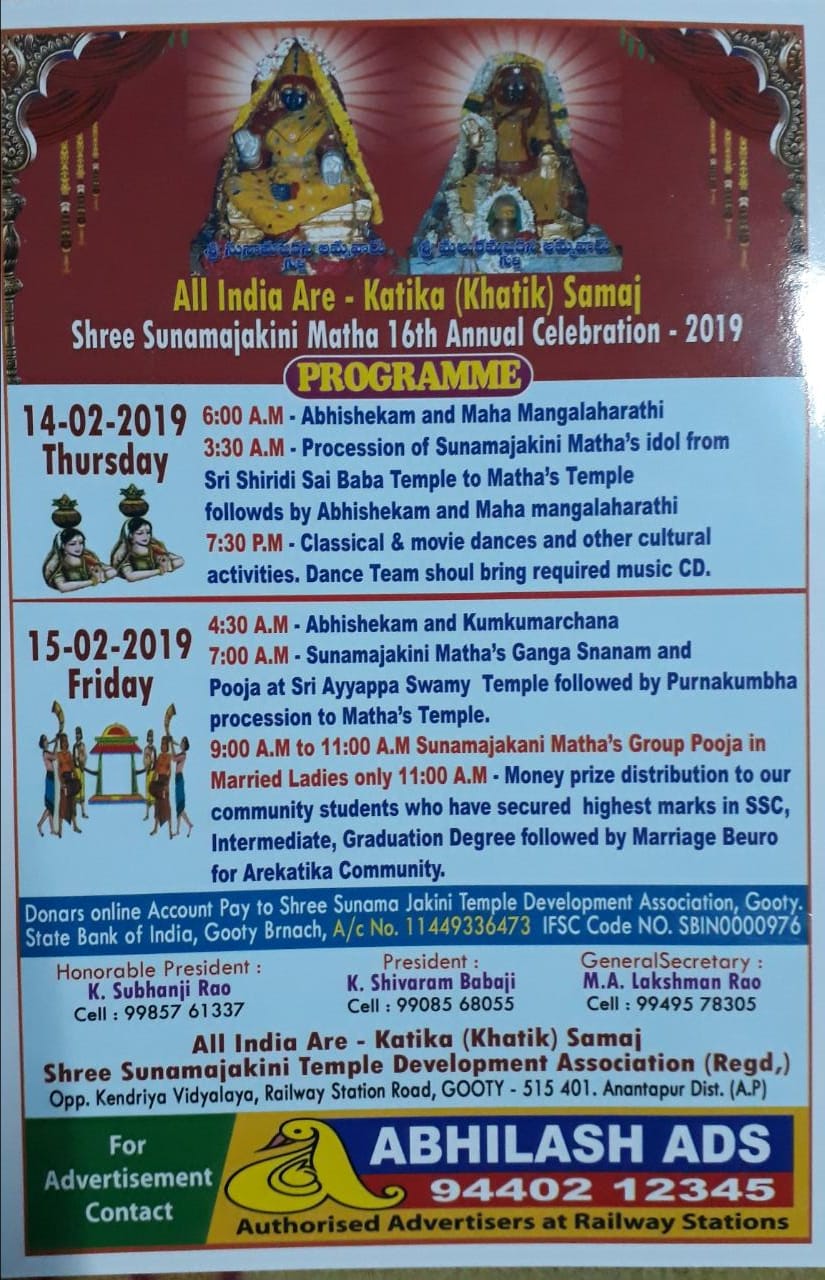 శ్రీ సునామజకిని అమ్మవారు
అమ్మవారు
All India Are - Katika (Khatik) Samaj
Shree Sunamajakini Matha 16th Annual Celebration - 2019
PROGRAMME
14-02-2019
Thursday
6:00 A.M - Abhishekam and Maha Mangalaharathi
3:30 A.M - Procession of Sunamajakini Matha's idol from
Sri Shiridi Sai Baba Temple to Matha's Temple
followds by Abhishekam and Maha mangalaharathi
7:30 P.M - Classical & movie dances and other cultural
activities. Dance Team shoul bring required music CD.
15-02-2019
Friday
4:30 A.M - Abhishekam and Kumkumarchana
7:00 A.M - Sunamajakini Matha's Ganga Snanam and
Pooja at Sri Ayyappa Swamy Temple followed by Purnakumbha
procession to Matha's Temple.
9:00 A.M to 11:00 A.M Sunamajakani Matha's Group Pooja in
Married Ladies only 11:00 A.M - Money prize distribution to our
community students who have secured highest marks in SSC,
Intermediate, Graduation Degree followed by Marriage Beuro
for Arekatika Community.
Donars online Account Pay to Shree Sunama Jakini Temple Development Association, Gooty.
State Bank of India, Gooty Brnach, A/c No. 11449336473 IFSC Code NO. SBIN0000976
Honorable President :
K. Subhanji Rao
Cell : 99857 61337
President :
K. Shivaram Babaji
Cell : 99085 68055
GeneralSecretary :
M.A. Lakshman Rao
Cell : 99495 78305
All India Are - Katika (Khatik) Samaj
Shree Sunamajakini Temple Development Association (Regd,)
Opp. Kendriya Vidyalaya, Railway Station Road, GOOTY - 515 401. Anantapur Dist. (A.P)
For
Advertisement
Contact
ABHILASH ADS
94402 12345
Authorised Advertisers at Railway Stations